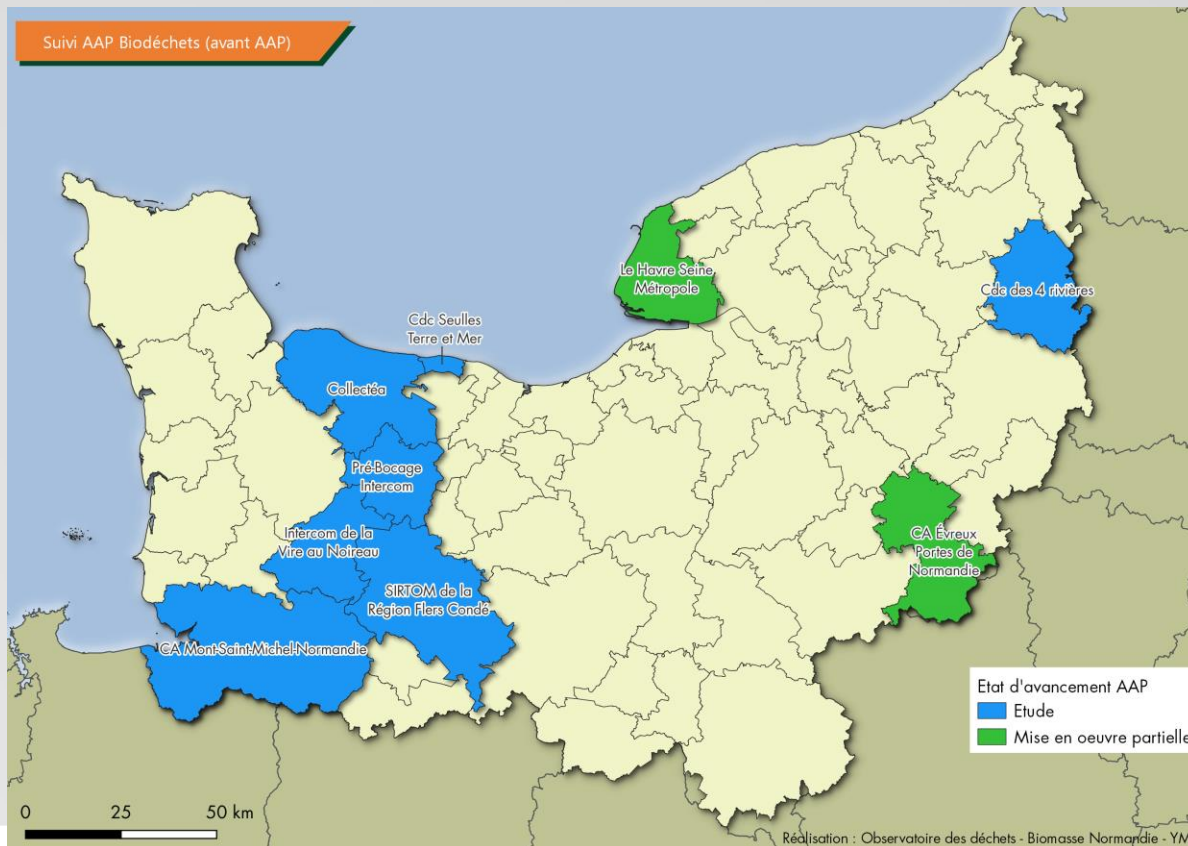 Suivi AAP Biodéchets (avant AAP)
Le Havre Seine
Métropole
Cdc des 4 rivières
Cdc Seulles
Terre et Mer
Collectéa
Pré-Bocage
Intercom
Intercom de la
Vire au Noireau
CA Évreux
Portes de
Normandie
SIRTOM de la
Région Flers Condé
CA Mont-Saint-Michel-Normandie
Etat d'avancement AAP
Etude
Mise en oeuvre partielle
0 25 50 km
Réalisation : Observatoire des déchets - Biomasse Normandie - YM